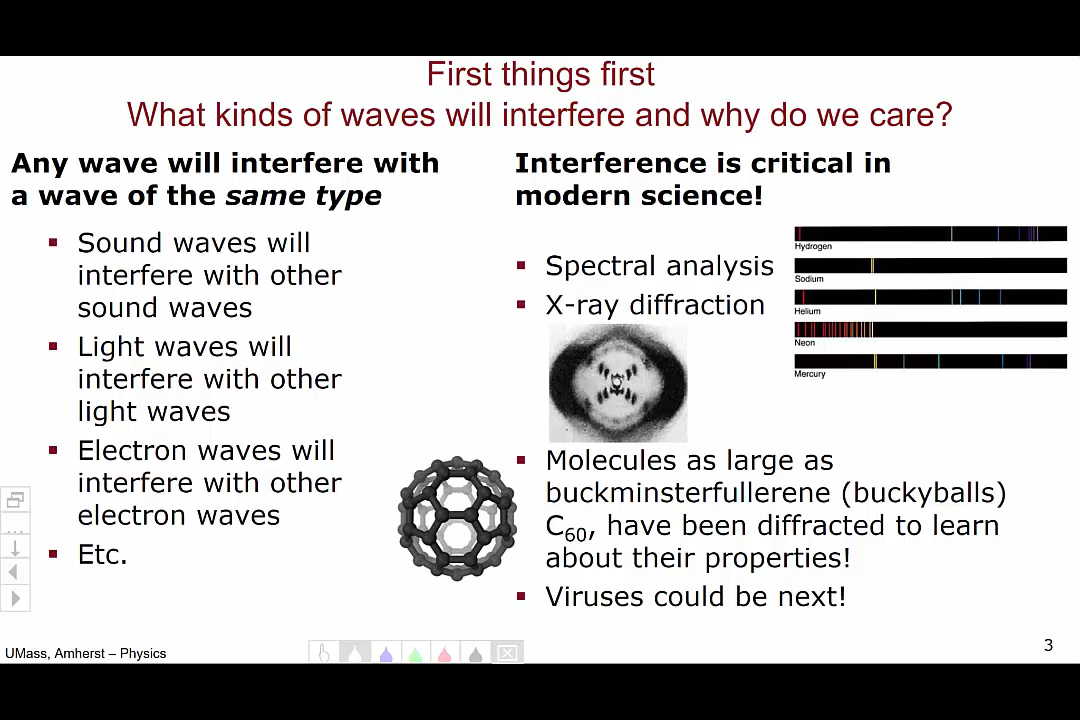 First things first
What kinds of waves will interfere and why do we care?
Any wave will interfere with
a wave of the same type
▪ Sound waves will
interfere with other
sound waves
▪ Light waves will
interfere with other
light waves
▪ Electron waves will
interfere with other
electron waves
▪ Etc.
Interference is critical in
modern science!
▪ Spectral analysis
▪ X-ray diffraction
Hydrogen
Sodium
Helium
Neon
Mercury
▪ Molecules as large as
buckminsterfullerene (buckyballs)
C60, have been diffracted to learn
about their properties!
▪ Viruses could be next!
UMass, Amherst – Physics
3